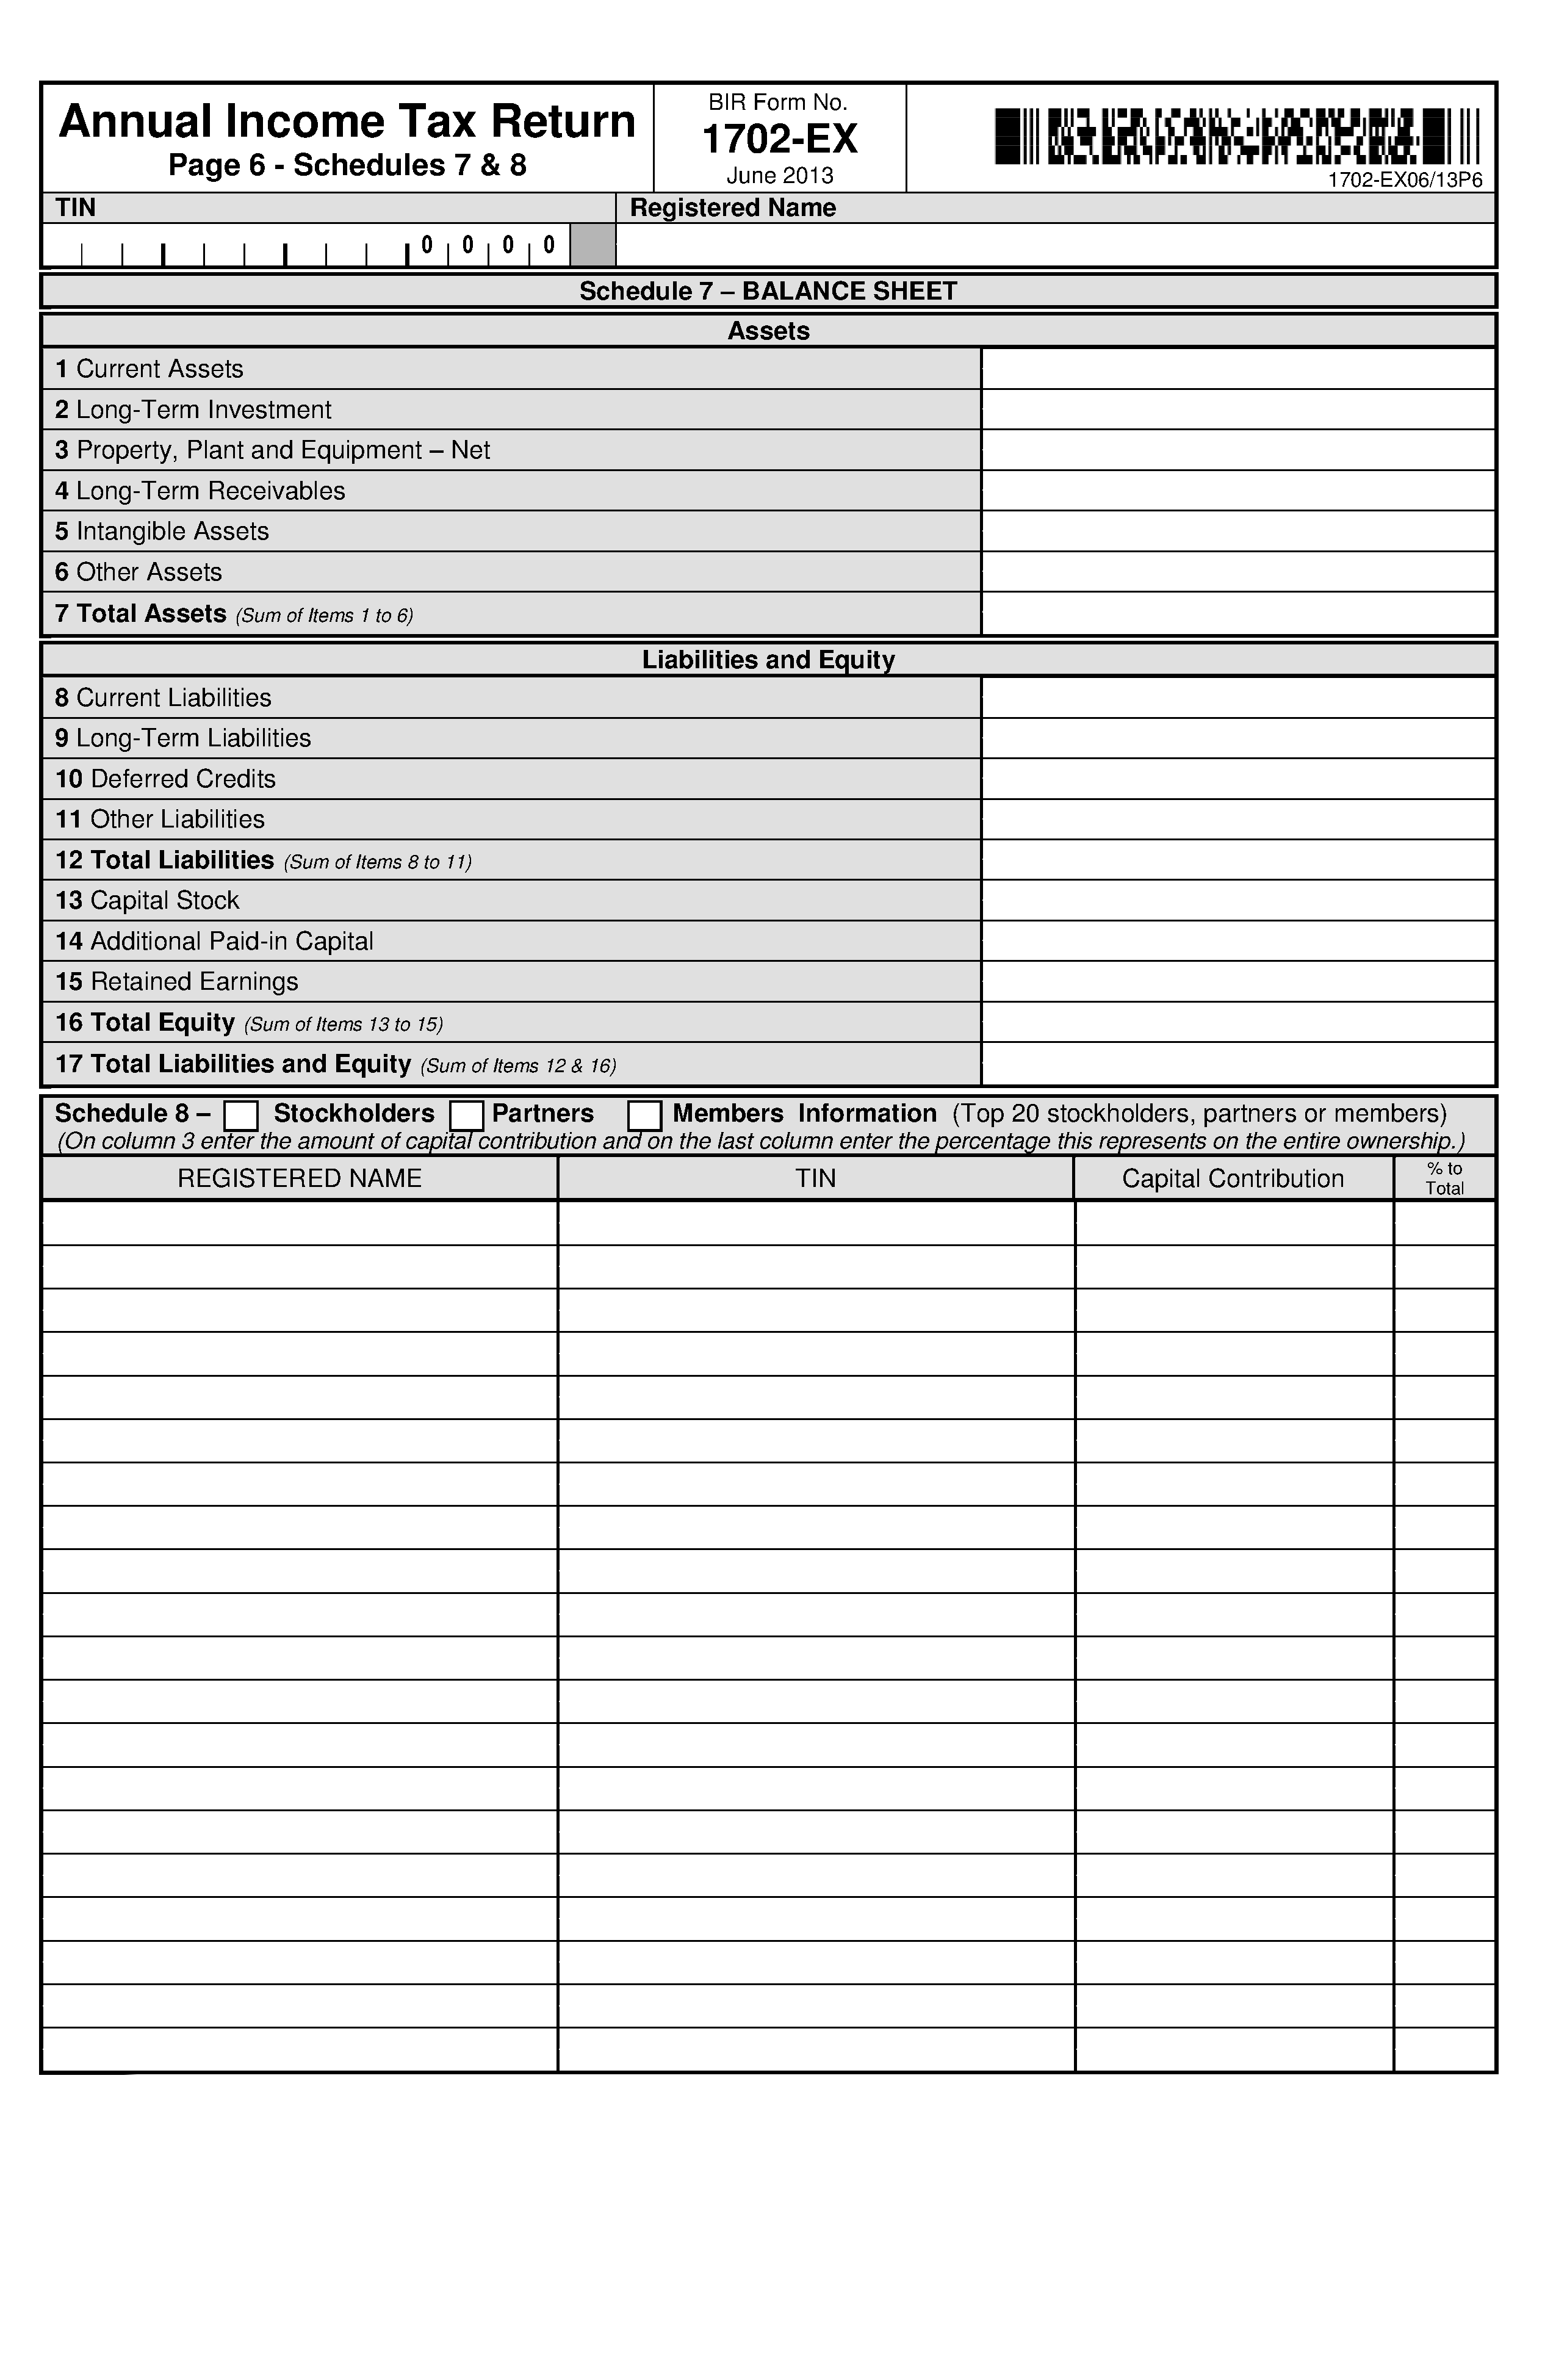 Annual Income Tax Return
Page 6 - Schedules 7 & 8
BIR Form No.
1702-EX
June 2013
1702-EX06/13P6
TIN
Registered Name
0 0 0 0
Schedule 7 – BALANCE SHEET
Assets
1 Current Assets
2 Long-Term Investment
3 Property, Plant and Equipment – Net
4 Long-Term Receivables
5 Intangible Assets
6 Other Assets
7 Total Assets (Sum of Items 1 to 6)
Liabilities and Equity
8 Current Liabilities
9 Long-Term Liabilities
10 Deferred Credits
11 Other Liabilities
12 Total Liabilities (Sum of Items 8 to 11)
13 Capital Stock
14 Additional Paid-in Capital
15 Retained Earnings
16 Total Equity (Sum of Items 13 to 15)
17 Total Liabilities and Equity (Sum of Items 12 & 16)
Schedule 8 – Stockholders Partners Members Information (Top 20 stockholders, partners or members)
(On column 3 enter the amount of capital contribution and on the last column enter the percentage this represents on the entire ownership.)
REGISTERED NAME
TIN
Capital Contribution
% to
Total